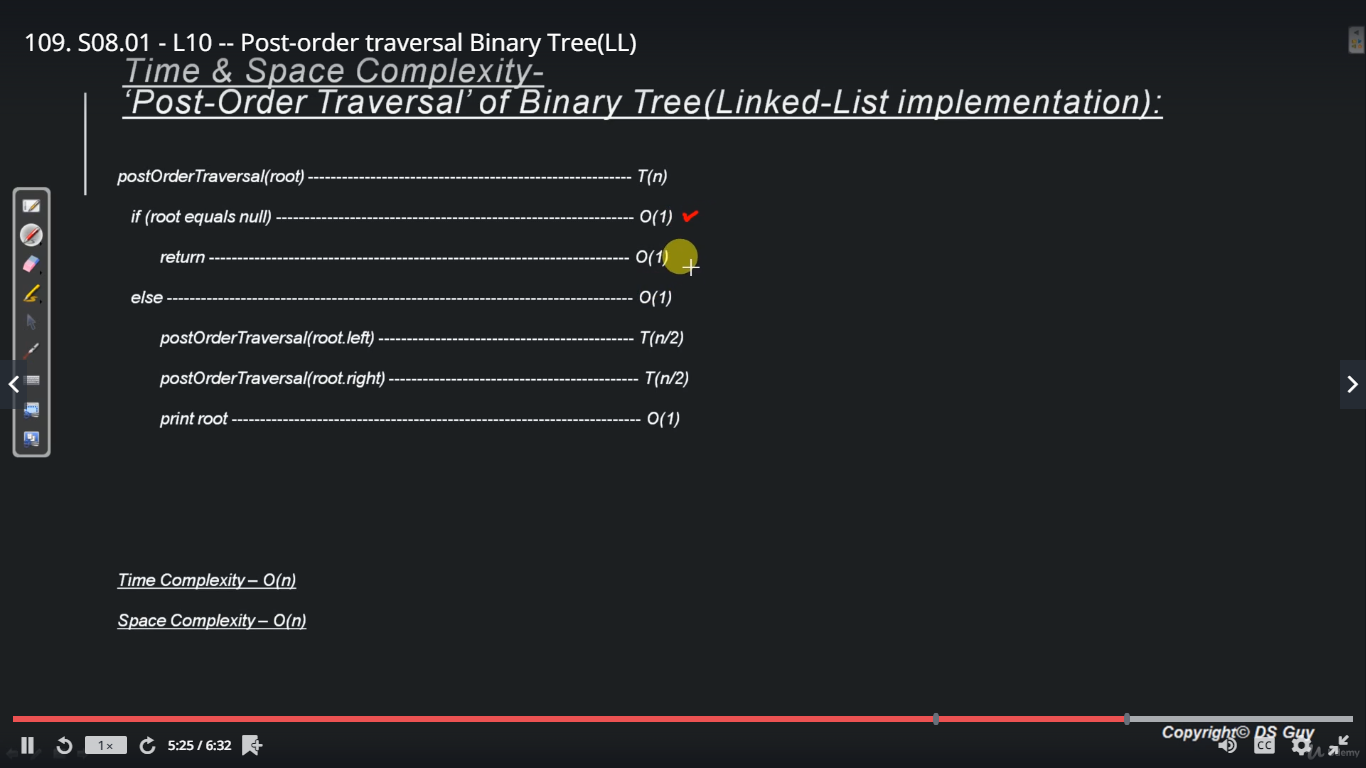 109. S08.01 - L10 -- Post-order traversal Binary Tree(LL)
Time & Space Complexity-
‘Post-Order Traversal’ of Binary Tree(Linked-List implementation):
postOrderTraversal(root) --------------------------------------------------------- T(n)
if (root equals null) --------------------------------------------------------------- O(1)
return -------------------------------------------------------------------------- O(1)
else ---------------------------------------------------------------------------------- O(1)
postOrderTraversal(root.left) --------------------------------------------- T(n/2)
postOrderTraversal(root.right) -------------------------------------------- T(n/2)
print root ------------------------------------------------------------------------ O(1)
Time Complexity – O(n)
Space Complexity – O(n)
Copyright© DS Guy
1×
5:25 / 6:32
CC